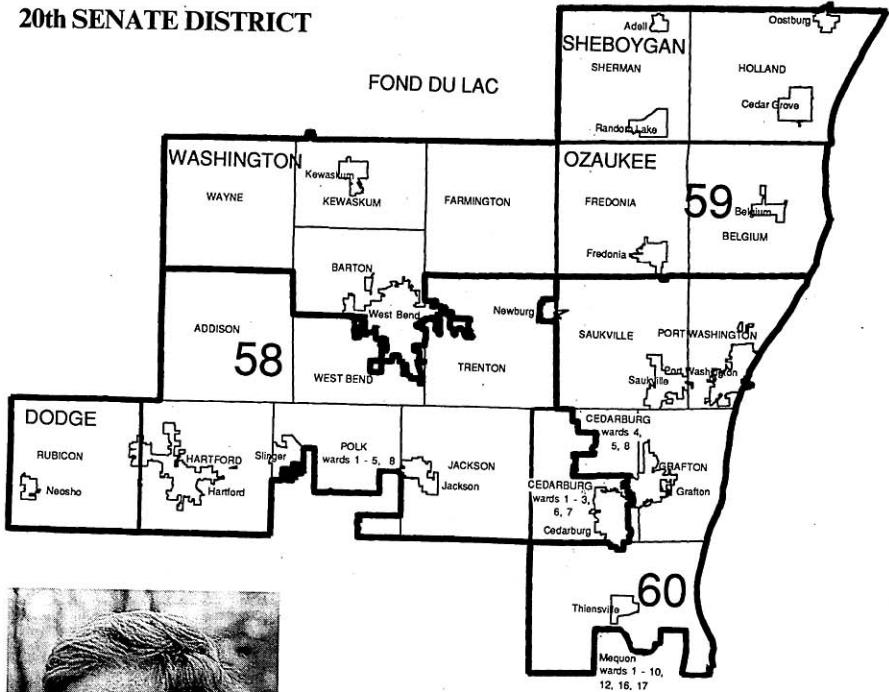 20th SENATE DISTRICT
Adell
Oostburg
SHEBOYGAN
SHERMAN
HOLLAND
FOND DU LAC
Cedar Grove
Random Lake
WASHINGTON
OZAUKEE
Kewaskum
WAYNE
KEWASKUM
FARMINGTON
FREDONIA
59
Belgium
BELGIUM
Fredonia
BARTON
West Bend
Newburg
ADDISON
58
SAUKVILLE
PORT WASHINGTON
WEST BEND
TRENTON
Port Washington
Saukville
DODGE
RUBICON
HARTFORD
Slinger
POLK
wards 1 - 5, 8
JACKSON
Jackson
CEDARBURG
wards 4,
5, 8
GRAFTON
Grafton
Neosho
Hartford
CEDARBURG
wards 1 - 3,
6, 7
Cedarburg
60
Thiensville
Mequon
wards 1 - 10,
12, 16, 17